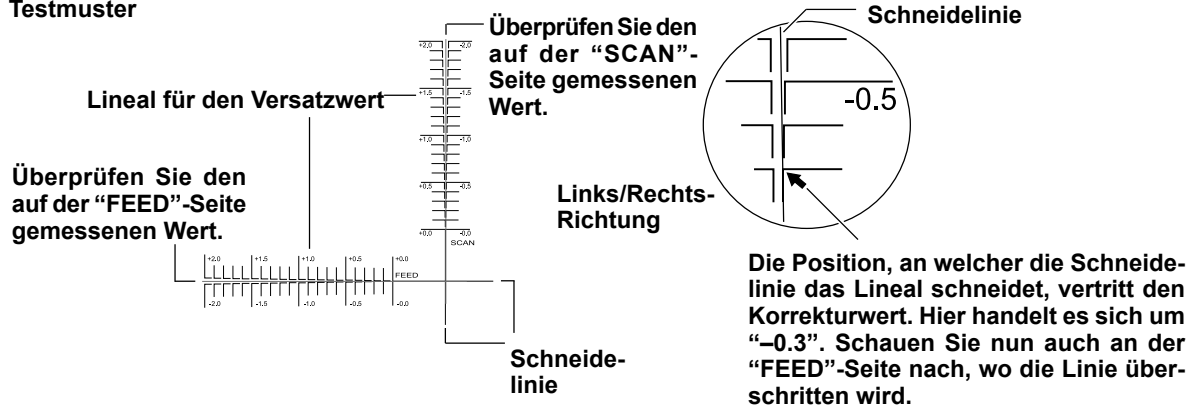 Testmuster
Überprüfen Sie den
auf der “SCAN”-
Seite gemessenen
Wert.
Lineal für den Versatzwert
Überprüfen Sie den
auf der “FEED”-Seite
gemessenen Wert.
+2,0 -2,0
+1,5 -1,5
+1,0 -1,0
+0,5 -0,5
+0,0 -0,0
SCAN
+2.0 +1.5 +1.0 +0.5 +0.0
FEED
-2.0 -1.5 -1.0 -0.5 -0.0
Schneide-
linie
Schneidelinie
-0.5
Links/Rechts-
Richtung
Die Position, an welcher die Schneide-
linie das Lineal schneidet, vertritt den
Korrekturwert. Hier handelt es sich um
“–0.3”. Schauen Sie nun auch an der
“FEED”-Seite nach, wo die Linie über-
schritten wird.